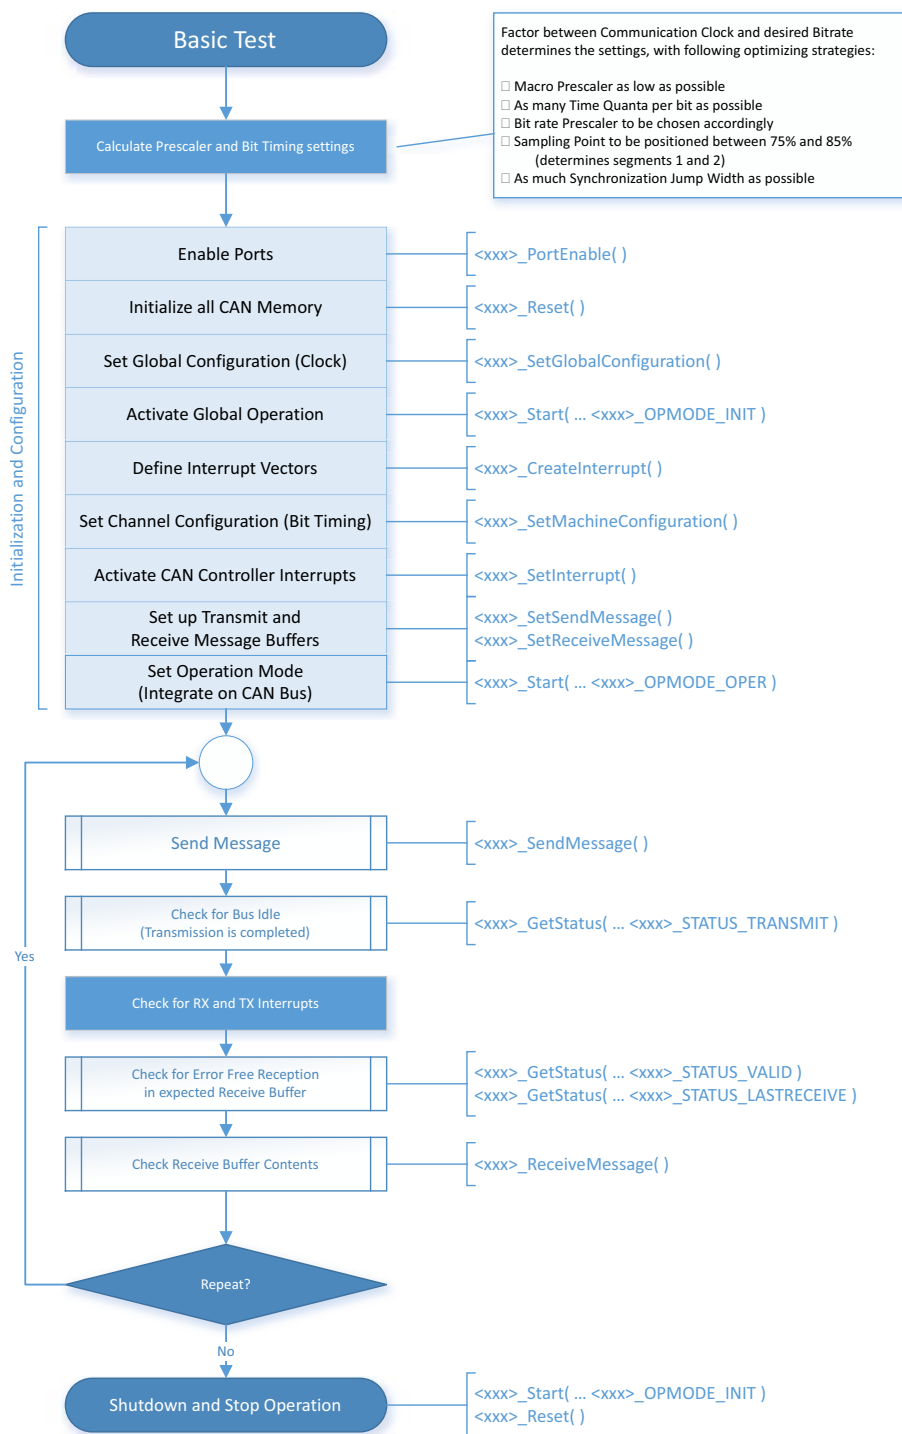 Basic Test
Factor between Communication Clock and desired Bitrate
determines the settings, with following optimizing strategies:
□ Macro Prescaler as low as possible
□ As many Time Quanta per bit as possible
□ Bit rate Prescaler to be chosen accordingly
□ Sampling Point to be positioned between 75% and 85%
(determines segments 1 and 2)
□ As much Synchronization Jump Width as possible
Calculate Prescaler and Bit Timing settings
Initialization and Configuration
Enable Ports
<xxx>_PortEnable( )
Initialize all CAN Memory
<xxx>_Reset( )
Set Global Configuration (Clock)
<xxx>_SetGlobalConfiguration( )
Activate Global Operation
<xxx>_Start( ... <xxx>_OPMODE_INIT )
Define Interrupt Vectors
<xxx>_CreateInterrupt( )
Set Channel Configuration (Bit Timing)
<xxx>_SetMachineConfiguration( )
Activate CAN Controller Interrupts
<xxx>_SetInterrupt( )
Set up Transmit and
Receive Message Buffers
<xxx>_SetSendMessage( )
<xxx>_SetReceiveMessage( )
Set Operation Mode
(Integrate on CAN Bus)
<xxx>_Start( ... <xxx>_OPMODE_OPER )
Send Message
<xxx>_SendMessage( )
Check for Bus Idle
(Transmission is completed)
<xxx>_GetStatus( ... <xxx>_STATUS_TRANSMIT )
Yes
Check for RX and TX Interrupts
Check for Error Free Reception
in expected Receive Buffer
<xxx>_GetStatus( ... <xxx>_STATUS_VALID )
<xxx>_GetStatus( ... <xxx>_STATUS_LASTRECEIVE )
Check Receive Buffer Contents
<xxx>_ReceiveMessage( )
Repeat?
No
Shutdown and Stop Operation
<xxx>_Start( ... <xxx>_OPMODE_INIT )
<xxx>_Reset( )